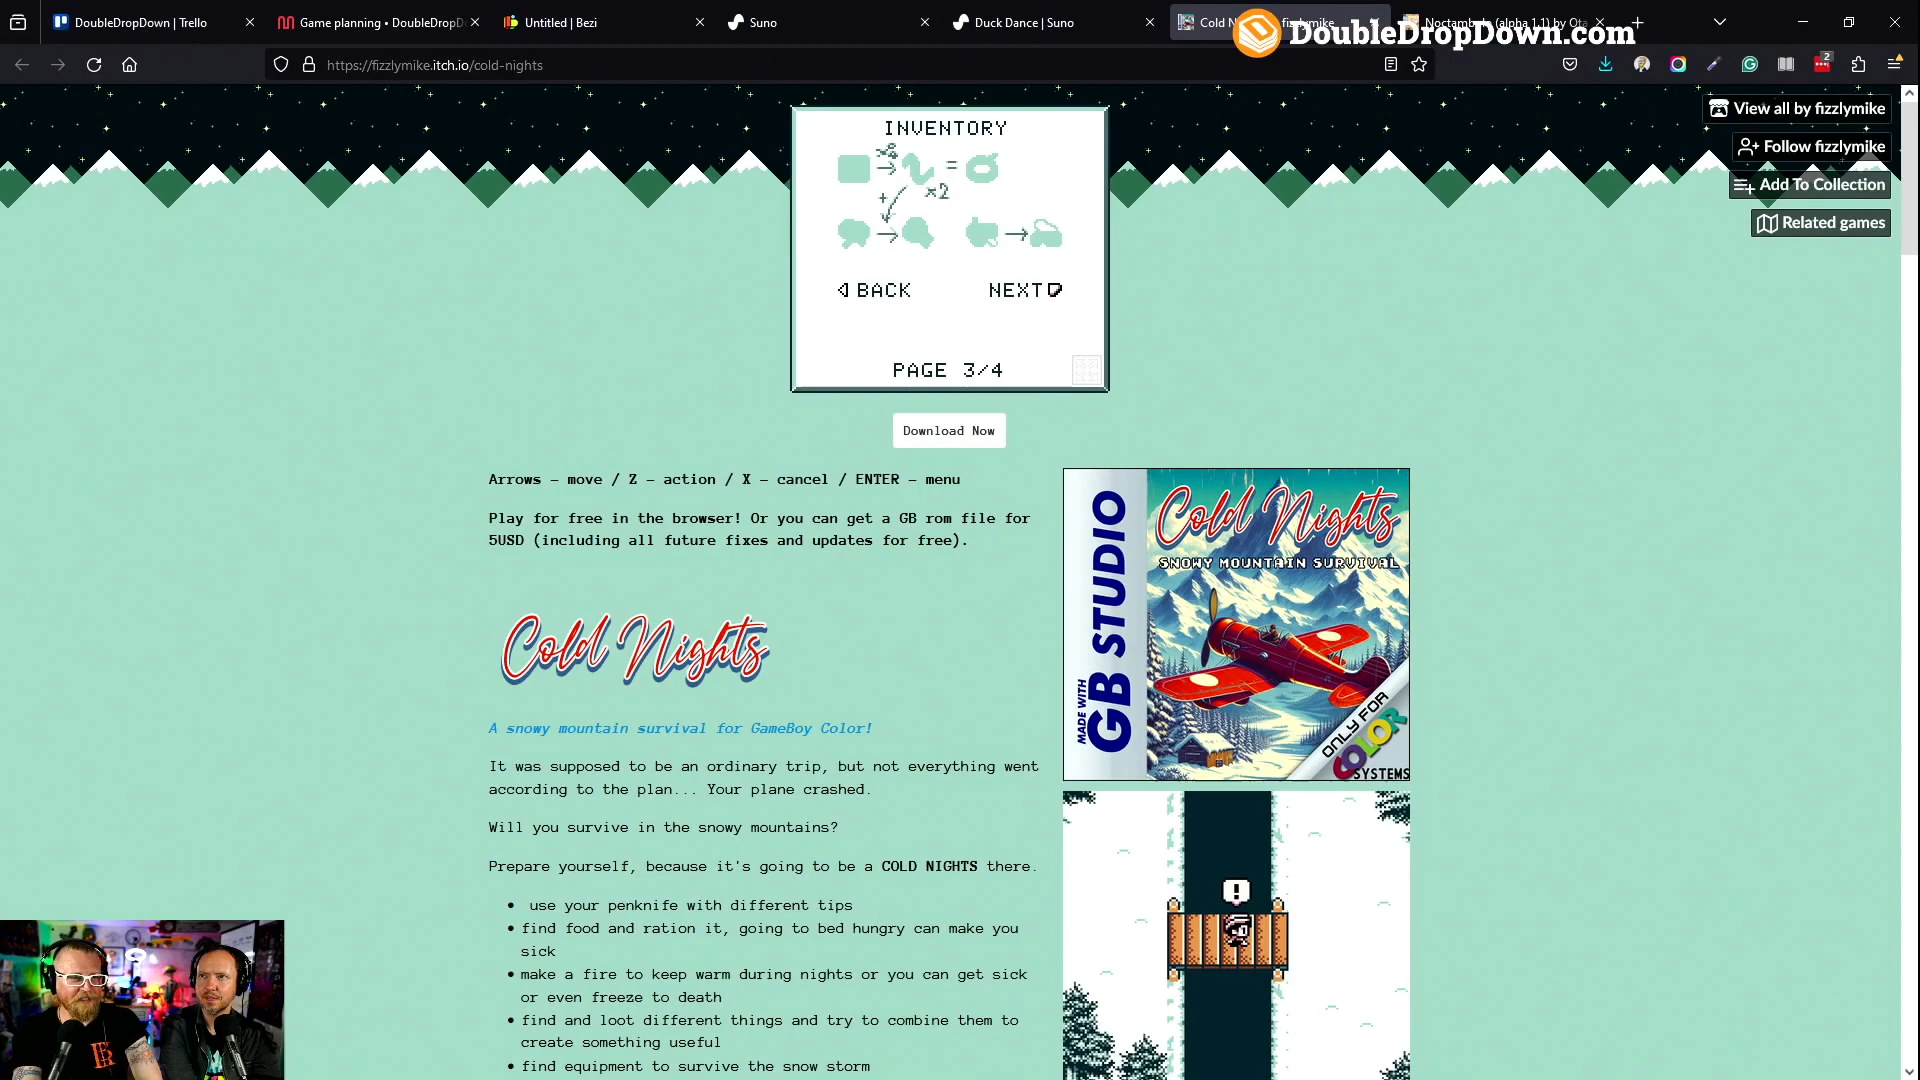 DoubleDropDown | Trello
Game planning • DoubleDropD
Untitled | Bezi
Suno
Duck Dance | Suno
Noctambulo (alpha 1.1) by Ota
DoubleDropDown.com
https://fizzlymike.itch.io/cold-nights
2
View all by fizzlymike
Follow fizzlymike
Add To Collection
Related games
INVENTORY
×2
BACK
NEXT
PAGE 3/4
Download Now
Arrows - move / Z - action / X - cancel / ENTER - menu
Play for free in the browser! Or you can get a GB rom file for
5USD (including all future fixes and updates for free).
Cold Nights
A snowy mountain survival for GameBoy Color!
It was supposed to be an ordinary trip, but not everything went
according to the plan... Your plane crashed.
Will you survive in the snowy mountains?
Prepare yourself, because it's going to be a COLD NIGHTS there.
use your penknife with different tips
find food and ration it, going to bed hungry can make you
sick
make a fire to keep warm during nights or you can get sick
or even freeze to death
find and loot different things and try to combine them to
create something useful
find equipment to survive the snow storm
MADE WITH
GB STUDIO
Cold Nights
SNOWY MOUNTAIN SURVIVAL
ONLY FOR
COLOR
SYSTEMS
!